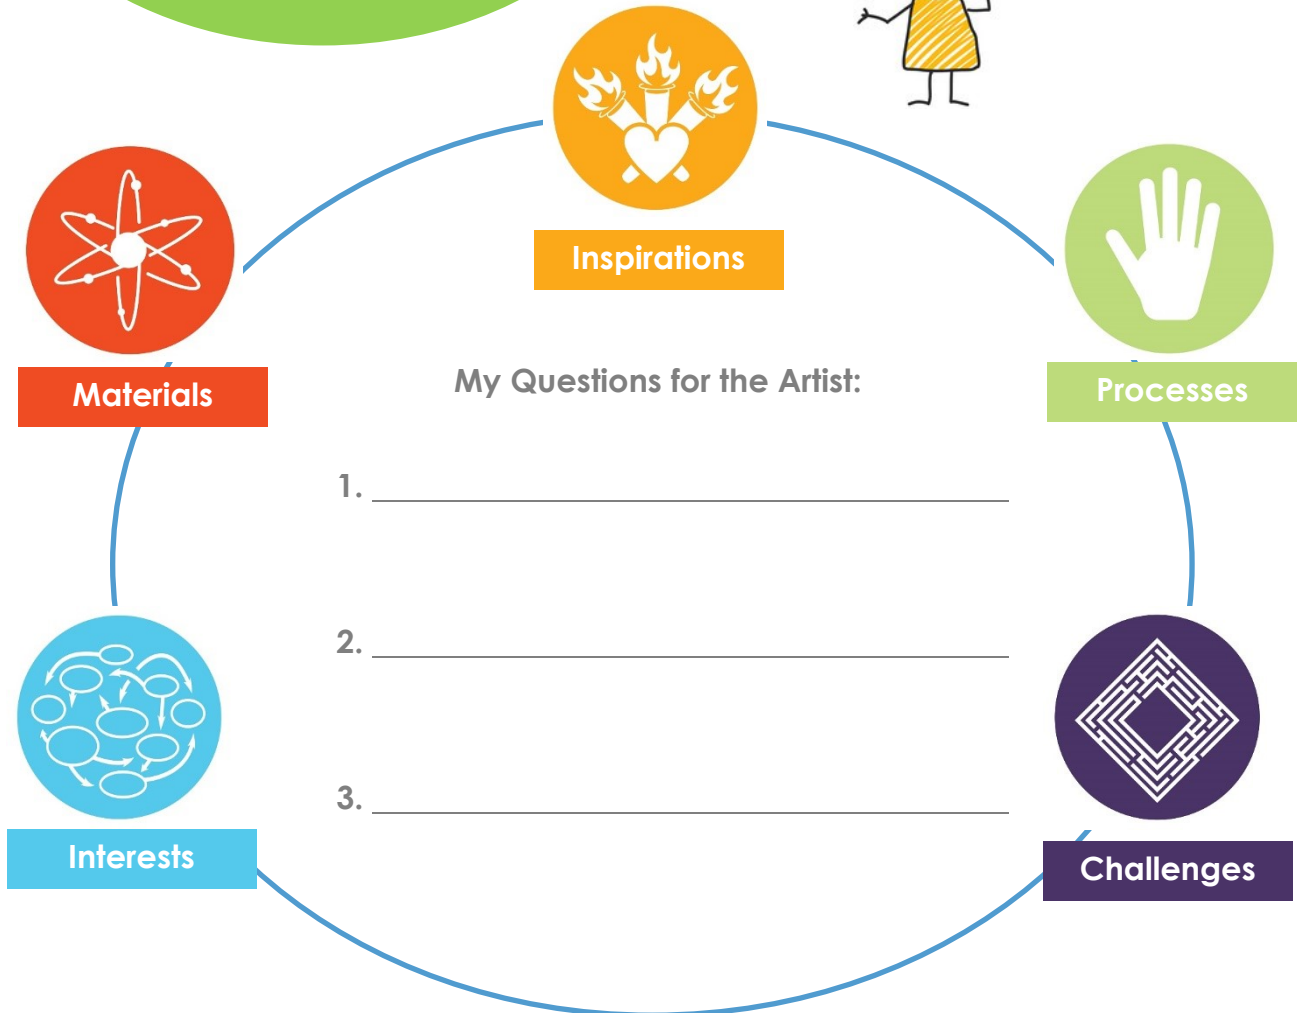 Inspirations
Materials
My Questions for the Artist:
Processes
1.
2.
3.
Interests
Challenges